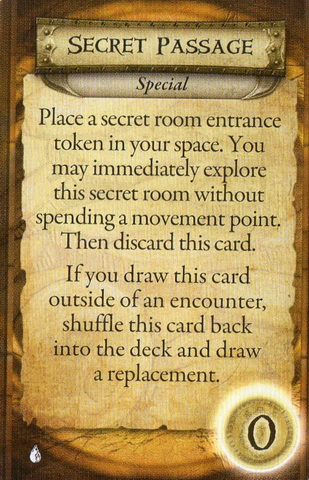 SECRET PASSAGE
Special
Place a secret room entrance
token in your space. You
may immediately explore
this secret room without
spending a movement point.
Then discard this card.
If you draw this card
outside of an encounter,
shuffle this card back
into the deck and draw
a replacement.
0